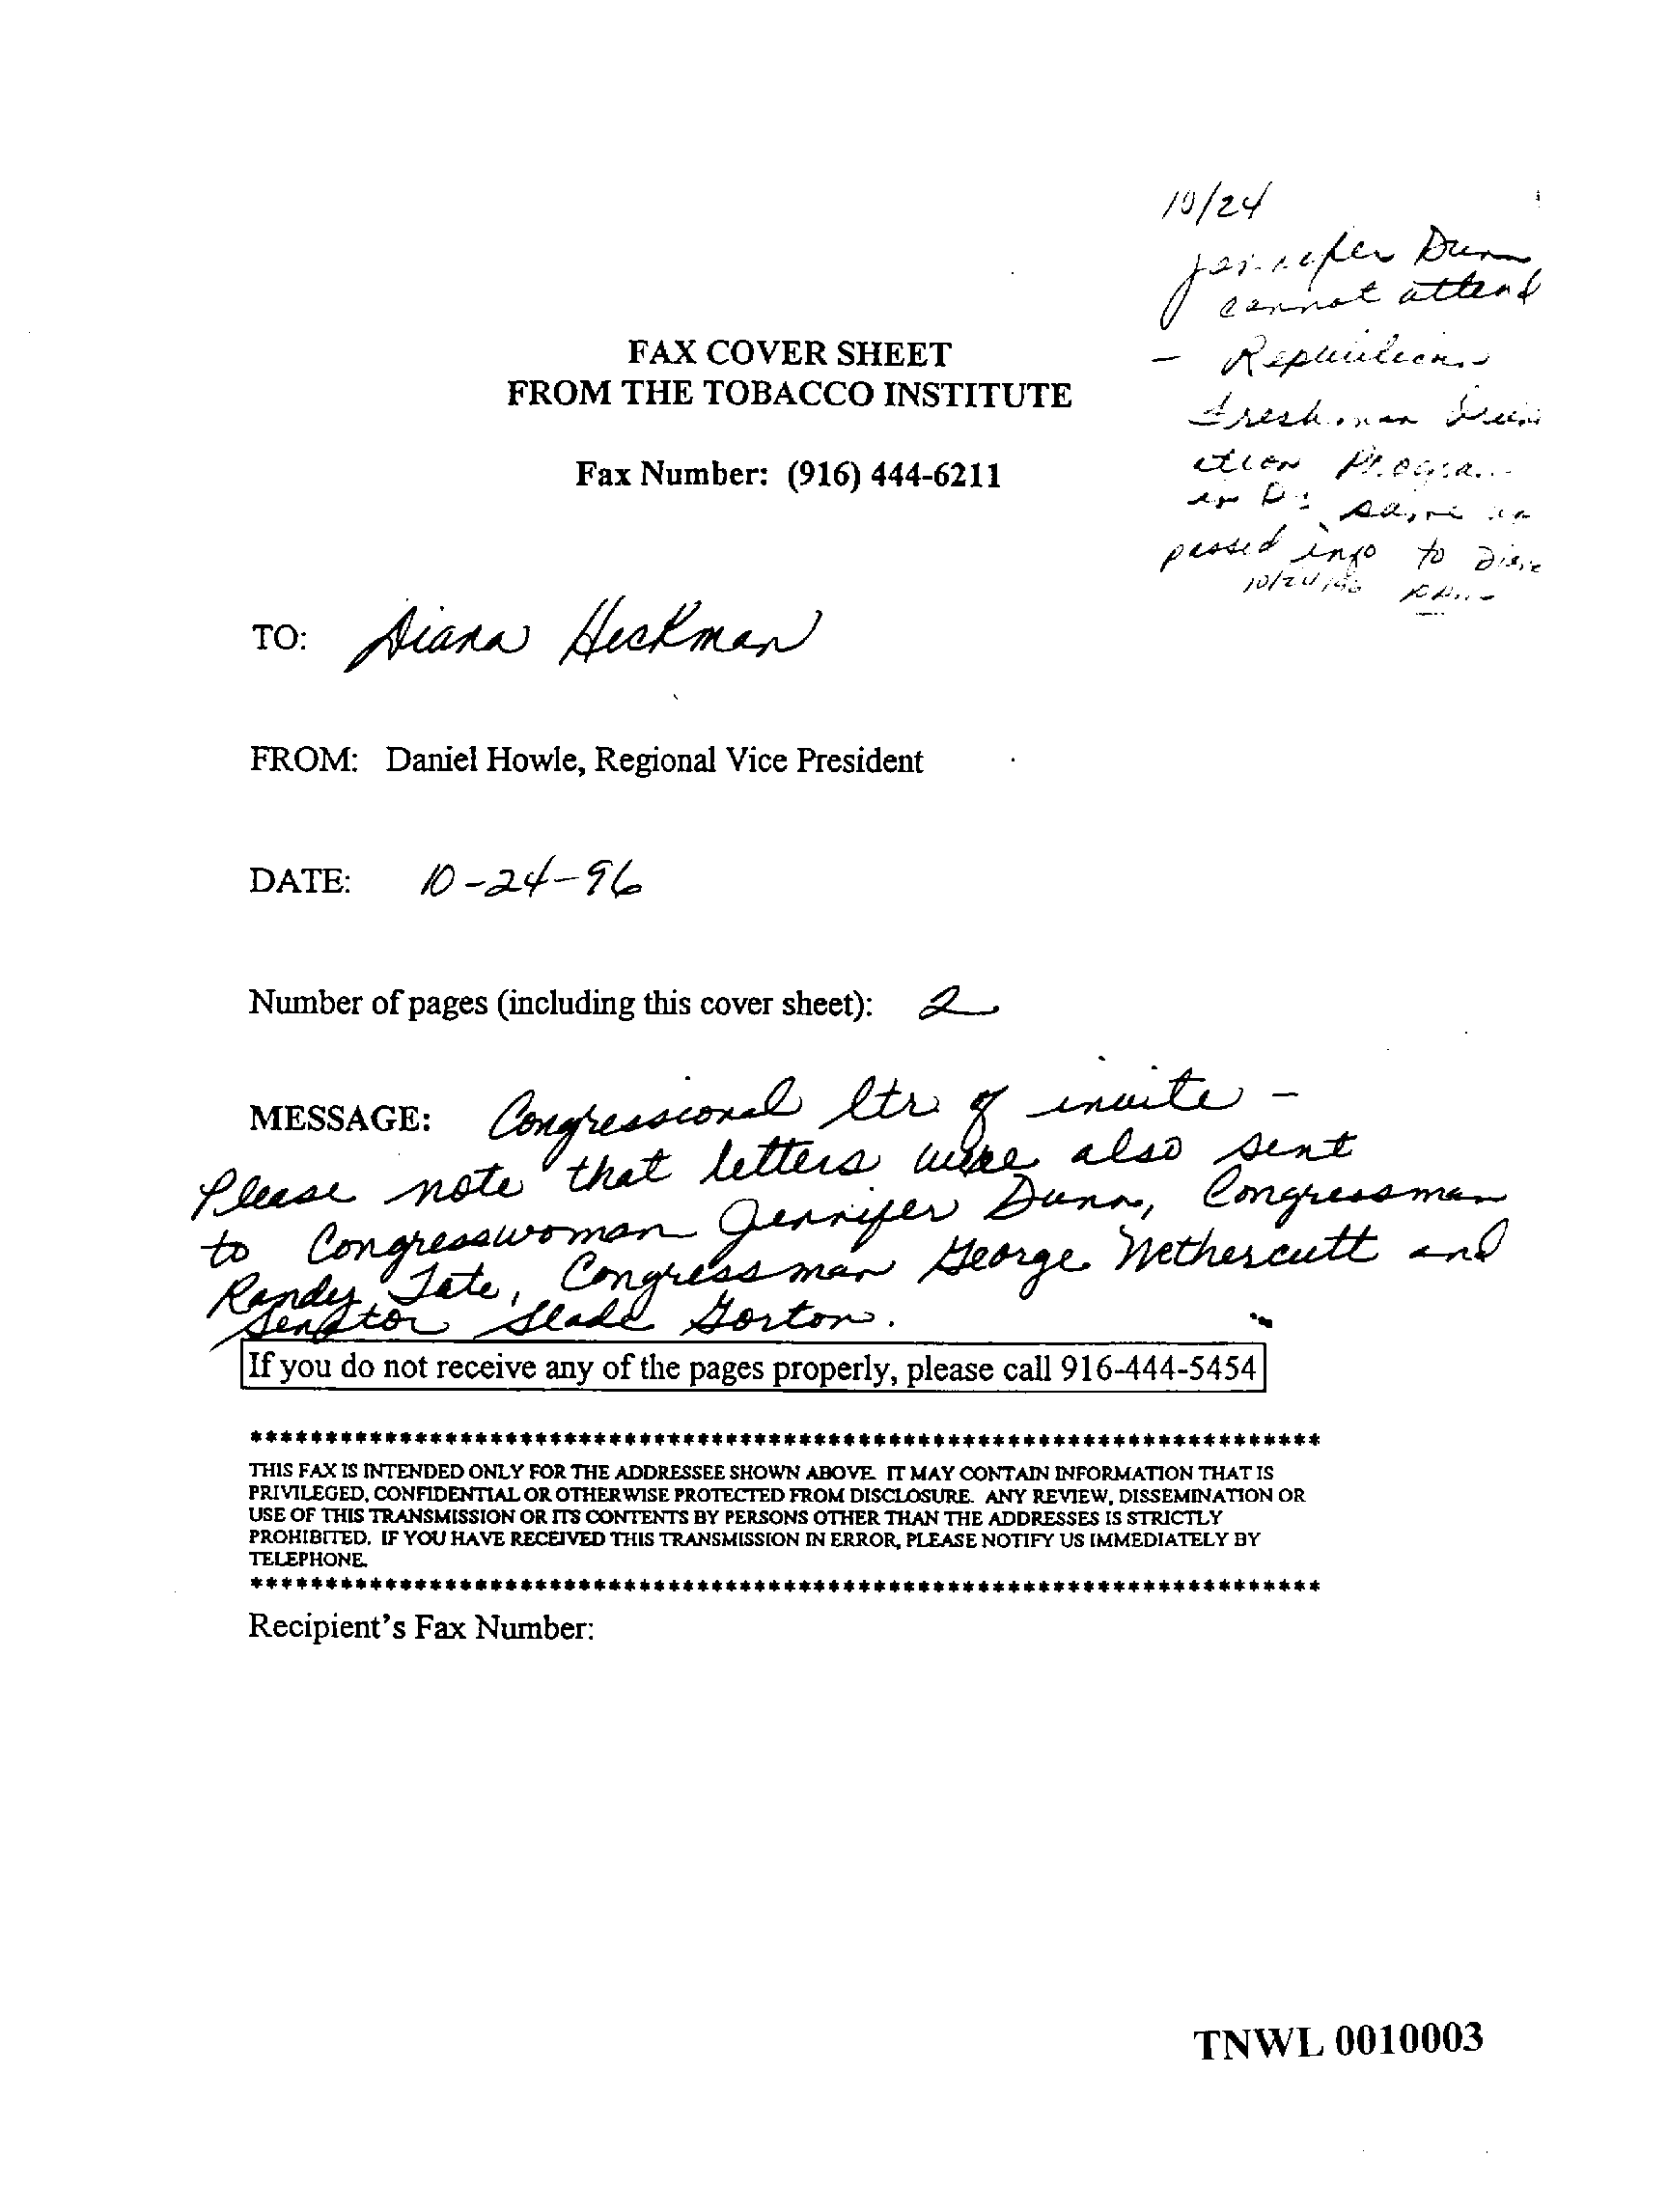 10/24
Jennifer Dunn
cannot attend
- Republican
Freshman
ation Program
in
passed info to
10/24/96
FAX COVER SHEET
FROM THE TOBACCO INSTITUTE
Fax Number: (916) 444-6211
TO: Diana Heckman
FROM: Daniel Howle, Regional Vice President
DATE: 10-24-96
Number of pages (including this cover sheet): 2
MESSAGE: Congressional ltr of invite -
Please note that letters were also sent
to Congresswoman Jennifer Dunn, Congressman
Randy Tate, Congressman George Nethercutt and
Senator Slade Gorton.
If you do not receive any of the pages properly, please call 916-444-5454
************************************************************************
THIS FAX IS INTENDED ONLY FOR THE ADDRESSEE SHOWN ABOVE. IT MAY CONTAIN INFORMATION THAT IS
PRIVILEGED, CONFIDENTIAL OR OTHERWISE PROTECTED FROM DISCLOSURE. ANY REVIEW, DISSEMINATION OR
USE OF THIS TRANSMISSION OR ITS CONTENTS BY PERSONS OTHER THAN THE ADDRESSES IS STRICTLY
PROHIBITED. IF YOU HAVE RECEIVED THIS TRANSMISSION IN ERROR, PLEASE NOTIFY US IMMEDIATELY BY
TELEPHONE.
************************************************************************
Recipient's Fax Number:
TNWL 0010003